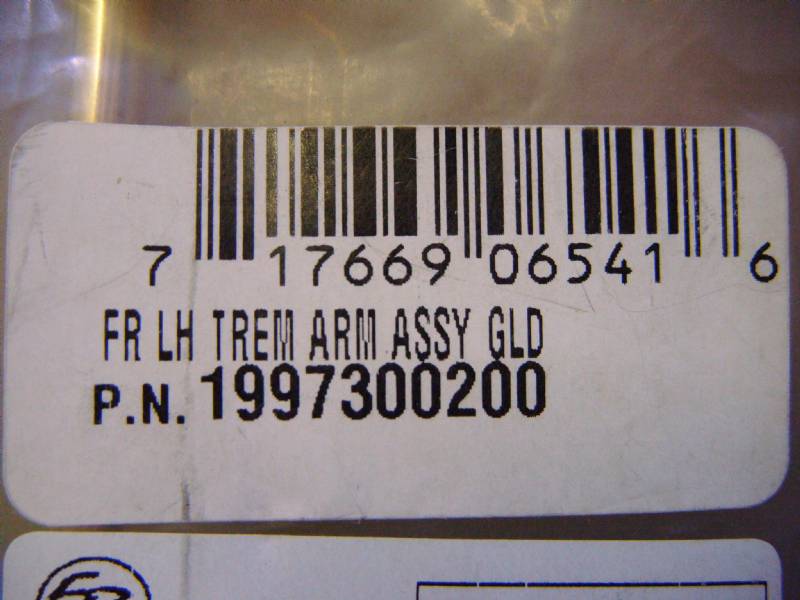 7 17669 06541 6
FR LH TREM ARM ASSY GLD
P.N. 1997300200